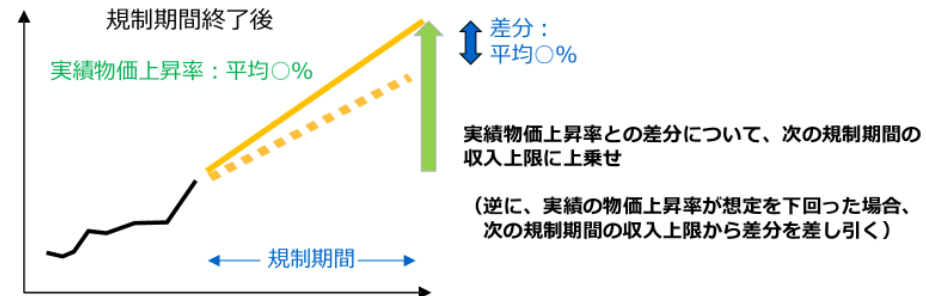 規制期間終了後
実績物価上昇率：平均○%
差分：
平均○%
実績物価上昇率との差分について、次の規制期間の
収入上限に上乗せ
（逆に、実績の物価上昇率が想定を下回った場合、
次の規制期間の収入上限から差分を差し引く）
規制期間